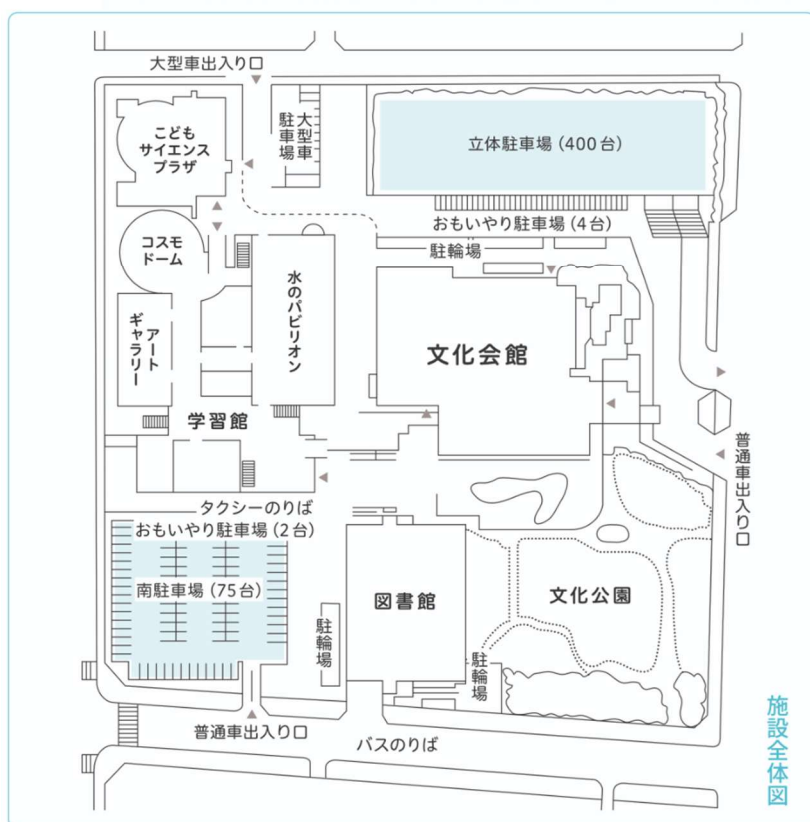 大型車出入り口
こども
サイエンス
プラザ
大型車
駐車場
立体駐車場(400台)
おもいやり駐車場(4台)
駐輪場
コスモ
ドーム
水のパビリオン
アート
ギャラリー
文化会館
学習館
普通車出入り口
タクシーのりば
おもいやり駐車場(2台)
南駐車場(75台)
図書館
文化公園
駐輪場
駐輪場
普通車出入り口
バスのりば
施設全体図